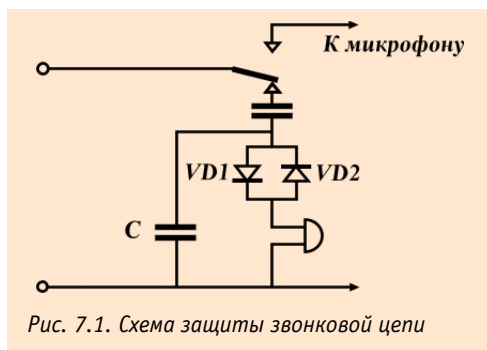 К микрофону
VD1
VD2
C
Рис. 7.1. Схема защиты звонковой цепи